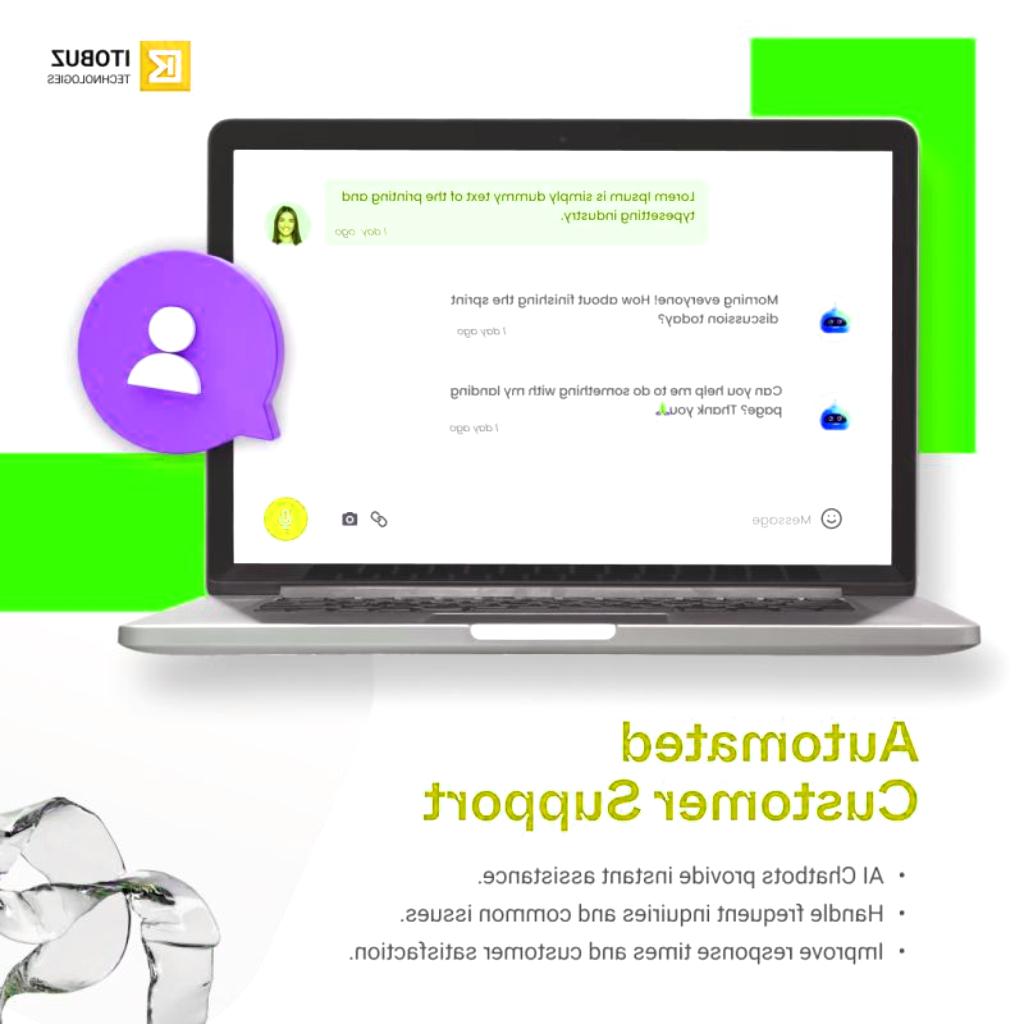 ITOBUZ
TECHNOLOGIES
Lorem Ipsum is simply dummy text of the printing and
typesetting industry.
1 day ago
Morning everyone! How about finishing the sprint
discussion today?
1 day ago
Can you help me to do something with my landing
page? Thank you🙏
1 day ago
Message
Automated
Customer Support
• AI Chatbots provide instant assistance.
• Handle frequent inquiries and common issues.
• Improve response times and customer satisfaction.